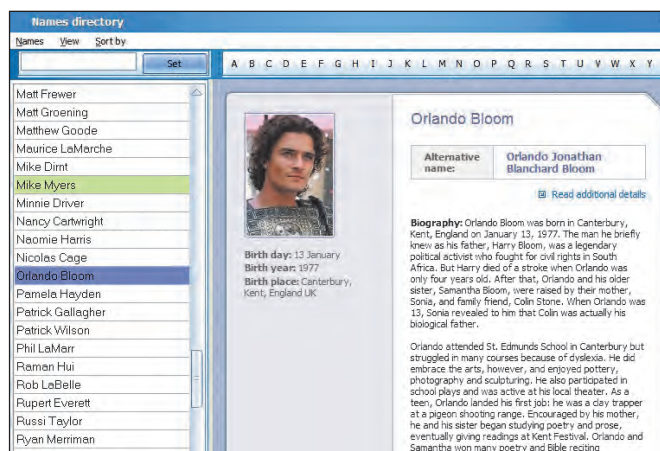 Names directory
Names View Sort by
Set
A B C D E F G H I J K L M N O P Q R S T U V W X Y
Matt Frewer
Matt Groening
Matthew Goode
Maurice LaMarche
Mike Dirnt
Mike Myers
Minnie Driver
Nancy Cartwright
Naomie Harris
Nicolas Cage
Orlando Bloom
Pamela Hayden
Patrick Gallagher
Patrick Wilson
Phil LaMarr
Raman Hui
Rob LaBelle
Rupert Everett
Russi Taylor
Ryan Merriman
Birth day: 13 January
Birth year: 1977
Birth place: Canterbury,
Kent, England UK
Orlando Bloom
Alternative
name:
Orlando Jonathan
Blanchard Bloom
Read additional details
Biography: Orlando Bloom was born in Canterbury,
Kent, England on January 13, 1977. The man he briefly
knew as his father, Harry Bloom, was a legendary
political activist who fought for civil rights in South
Africa. But Harry died of a stroke when Orlando was
only four years old. After that, Orlando and his older
sister, Samantha Bloom, were raised by their mother,
Sonia, and family friend, Colin Stone. When Orlando was
13, Sonia revealed to him that Colin was actually his
biological father.
Orlando attended St. Edmunds School in Canterbury but
struggled in many courses because of dyslexia. He did
embrace the arts, however, and enjoyed pottery,
photography and sculpturing. He also participated in
school plays and was active at his local theater. As a
teen, Orlando landed his first job: he was a clay trapper
at a pigeon shooting range. Encouraged by his mother,
he and his sister began studying poetry and prose,
eventually giving readings at Kent Festival. Orlando and
Samantha won many poetry and Bible reciting